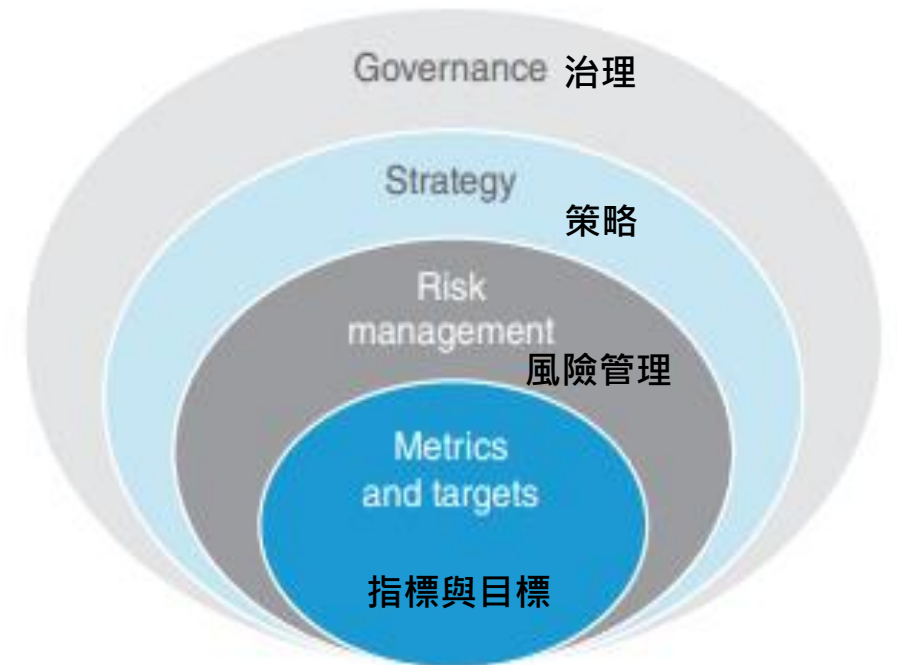 Governance 治理
Strategy
策略
Risk
management
風險管理
Metrics
and targets
指標與目標